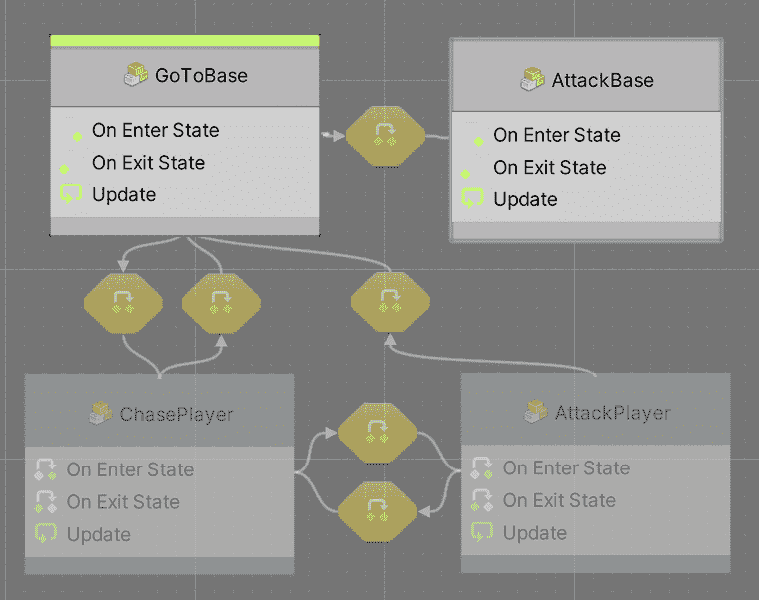 GoToBase
On Enter State
On Exit State
Update
AttackBase
On Enter State
On Exit State
Update
ChasePlayer
On Enter State
On Exit State
Update
AttackPlayer
On Enter State
On Exit State
Update